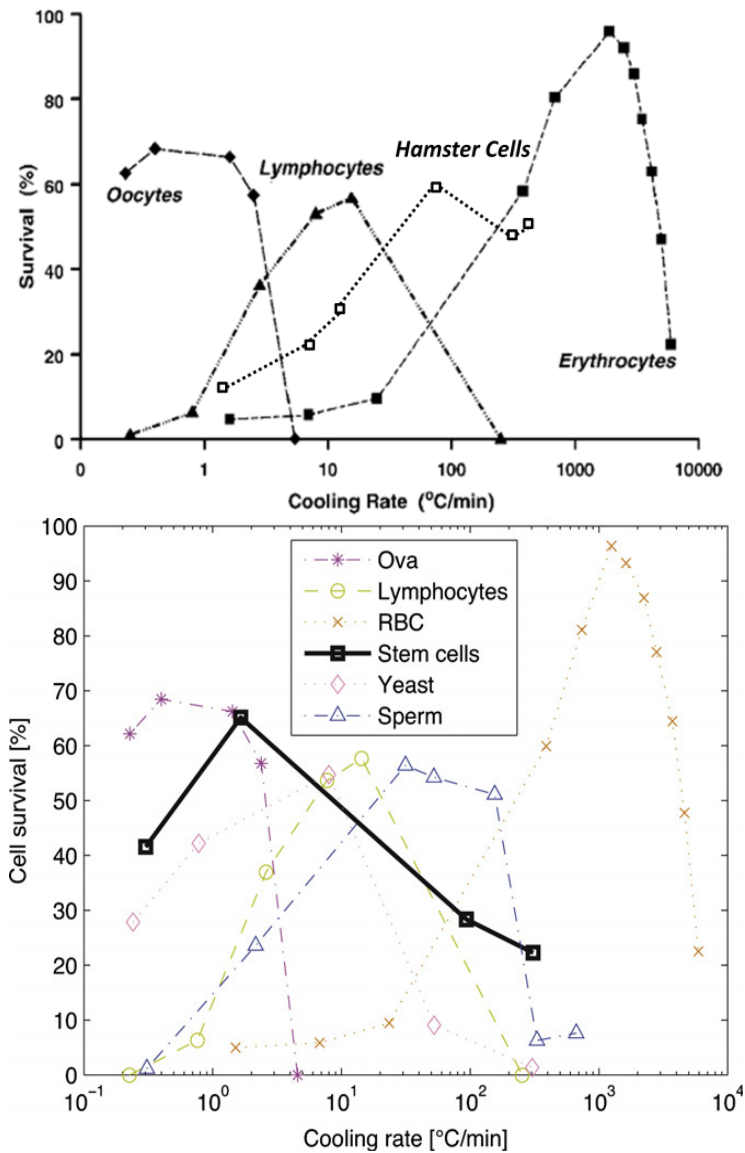 100
80
60
40
20
0
Survival (%)
Oocytes
Lymphocytes
Hamster Cells
Erythrocytes
0 1 10 100 1000 10000
Cooling Rate (°C/min)
100
90
80
70
60
50
40
30
20
10
0
Cell survival [%]
Ova
Lymphocytes
RBC
Stem cells
Yeast
Sperm
10⁻¹ 10⁰ 10¹ 10² 10³ 10⁴
Cooling rate [°C/min]